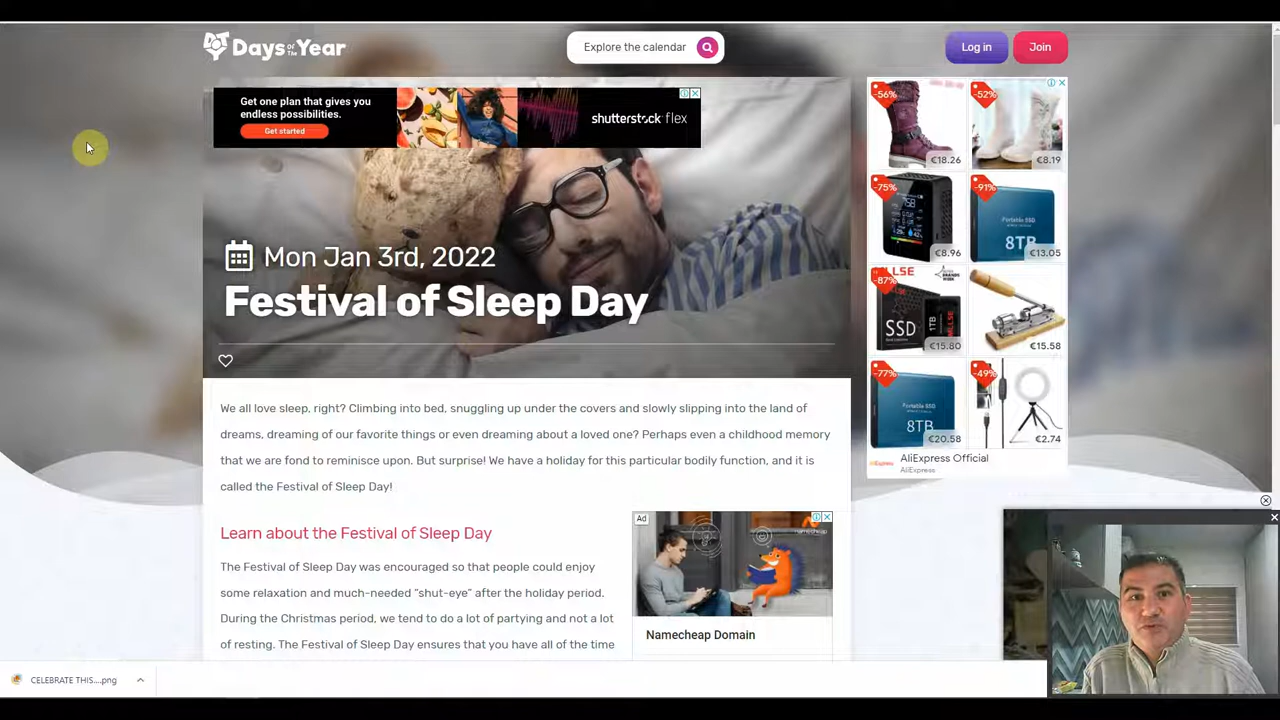 DOT Days Of The Year
Explore the calendar
Log in
Join
Get one plan that gives you
endless possibilities.
Get started
shutterstock flex
Mon Jan 3rd, 2022
Festival of Sleep Day
We all love sleep, right? Climbing into bed, snuggling up under the covers and slowly slipping into the land of
dreams, dreaming of our favorite things or even dreaming about a loved one? Perhaps even a childhood memory
that we are fond to reminisce upon. But surprise! We have a holiday for this particular bodily function, and it is
called the Festival of Sleep Day!
Learn about the Festival of Sleep Day
The Festival of Sleep Day was encouraged so that people could enjoy
some relaxation and much-needed “shut-eye” after the holiday period.
During the Christmas period, we tend to do a lot of partying and not a lot
of resting. The Festival of Sleep Day ensures that you have all of the time
Ad
namecheap
Namecheap Domain
-56%
€18.26
-52%
€8.19
-75%
€8.96
-91%
Portable SSD
8TB
€13.05
-87%
SSD
1TB
€15.80
€15.58
-77%
Portable SSD
8TB
€20.58
-49%
€2.74
AliExpress Official
AliExpress
CELEBRATE THIS....png